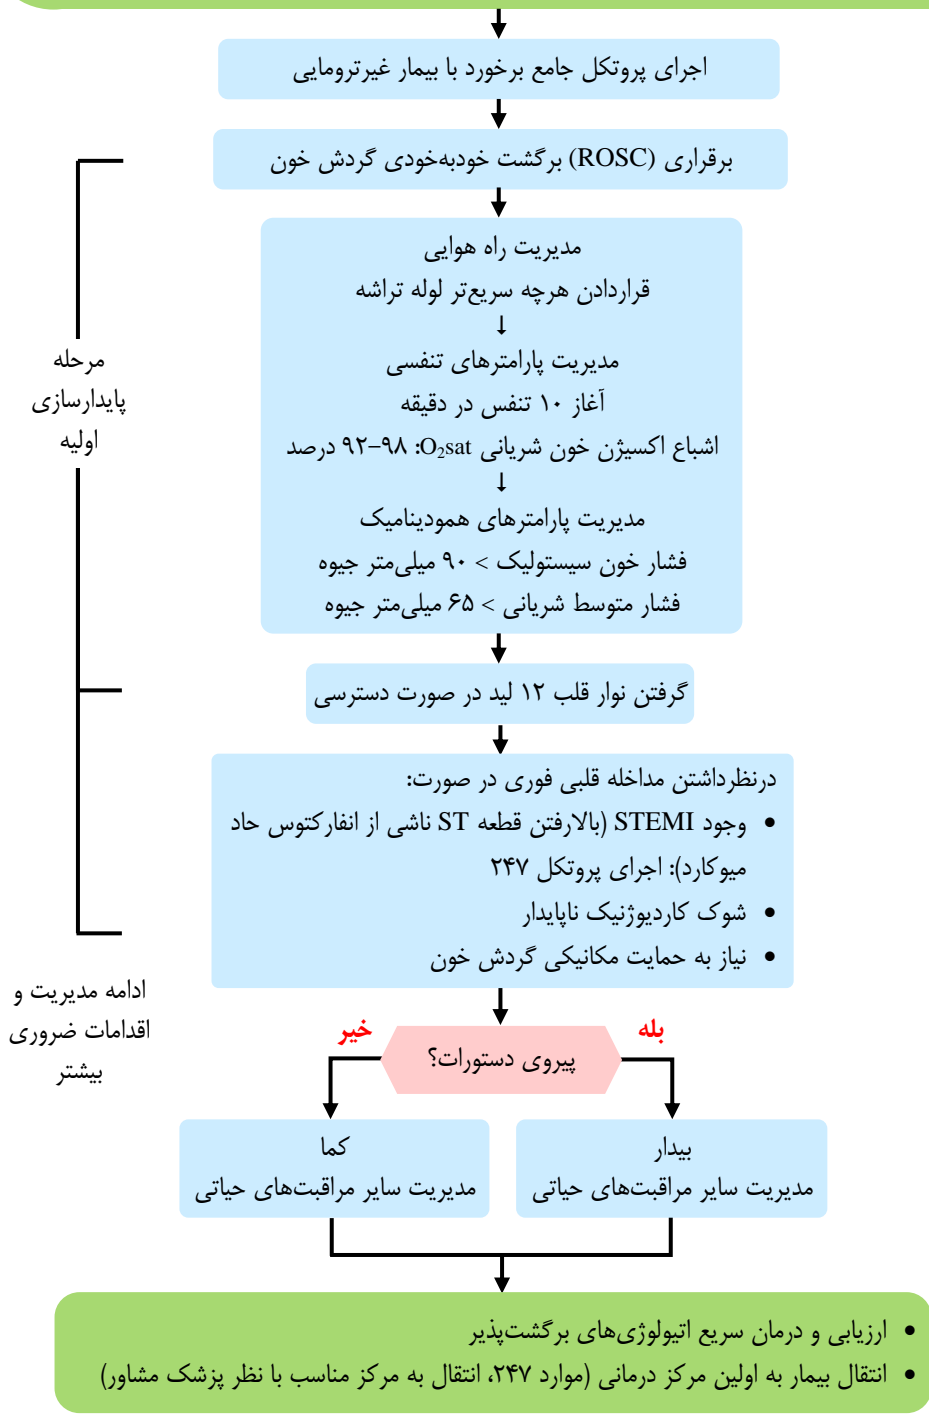 اجرای پروتکل جامع برخورد با بیمار غیرترومایی
برقراری (ROSC) برگشت خودبه‌خودی گردش خون
مدیریت راه هوایی
قراردادن هرچه سریع‌تر لوله تراشه
↓
مدیریت پارامترهای تنفسی
آغاز ۱۰ تنفس در دقیقه
اشباع اکسیژن خون شریانی O₂sat: ۹۲–۹۸ درصد
↓
مدیریت پارامترهای همودینامیک
فشار خون سیستولیک > ۹۰ میلی‌متر جیوه
فشار متوسط شریانی > ۶۵ میلی‌متر جیوه
مرحله
پایدارسازی
اولیه
گرفتن نوار قلب ۱۲ لید در صورت دسترسی
درنظرداشتن مداخله قلبی فوری در صورت:
• وجود STEMI (بالارفتن قطعه ST ناشی از انفارکتوس حاد
میوکارد): اجرای پروتکل ۲۴۷
• شوک کاردیوژنیک ناپایدار
• نیاز به حمایت مکانیکی گردش خون
ادامه مدیریت و
اقدامات ضروری
بیشتر
پیروی دستورات؟
بله
خیر
بیدار
مدیریت سایر مراقبت‌های حیاتی
کما
مدیریت سایر مراقبت‌های حیاتی
• ارزیابی و درمان سریع اتیولوژی‌های برگشت‌پذیر
• انتقال بیمار به اولین مرکز درمانی (موارد ۲۴۷، انتقال به مرکز مناسب با نظر پزشک مشاور)